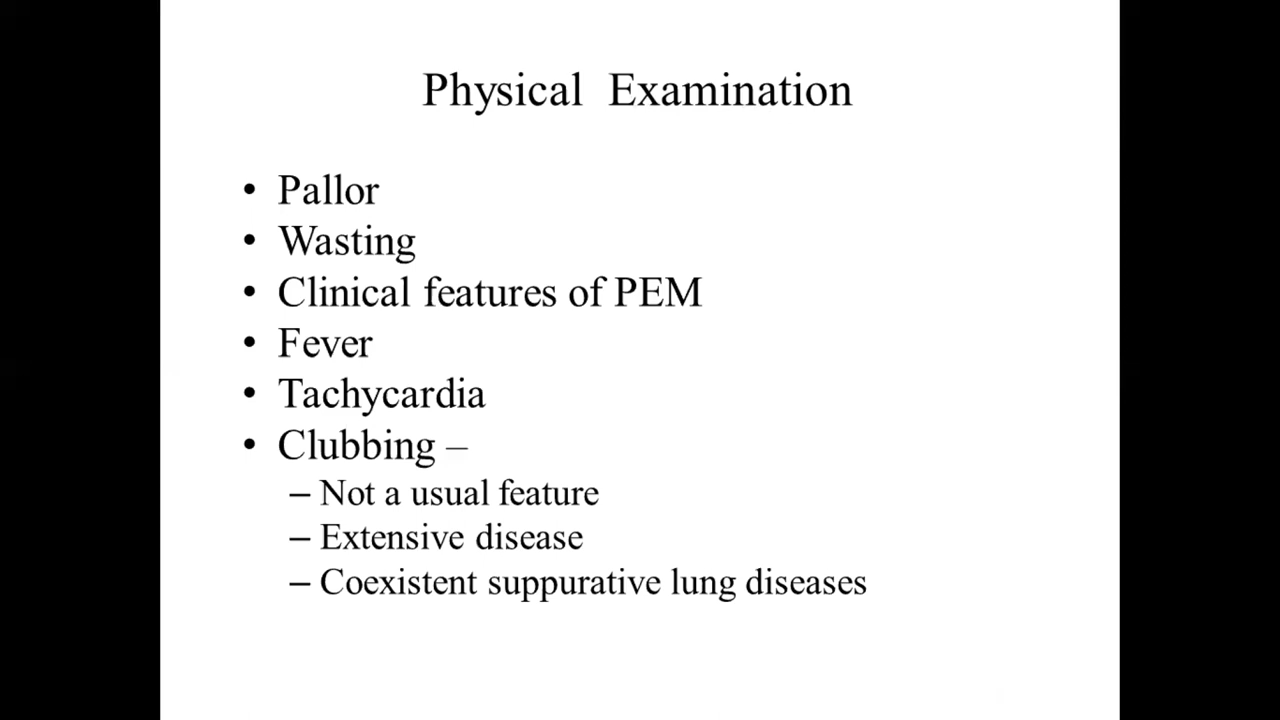 Physical Examination
• Pallor
• Wasting
• Clinical features of PEM
• Fever
• Tachycardia
• Clubbing –
– Not a usual feature
– Extensive disease
– Coexistent suppurative lung diseases